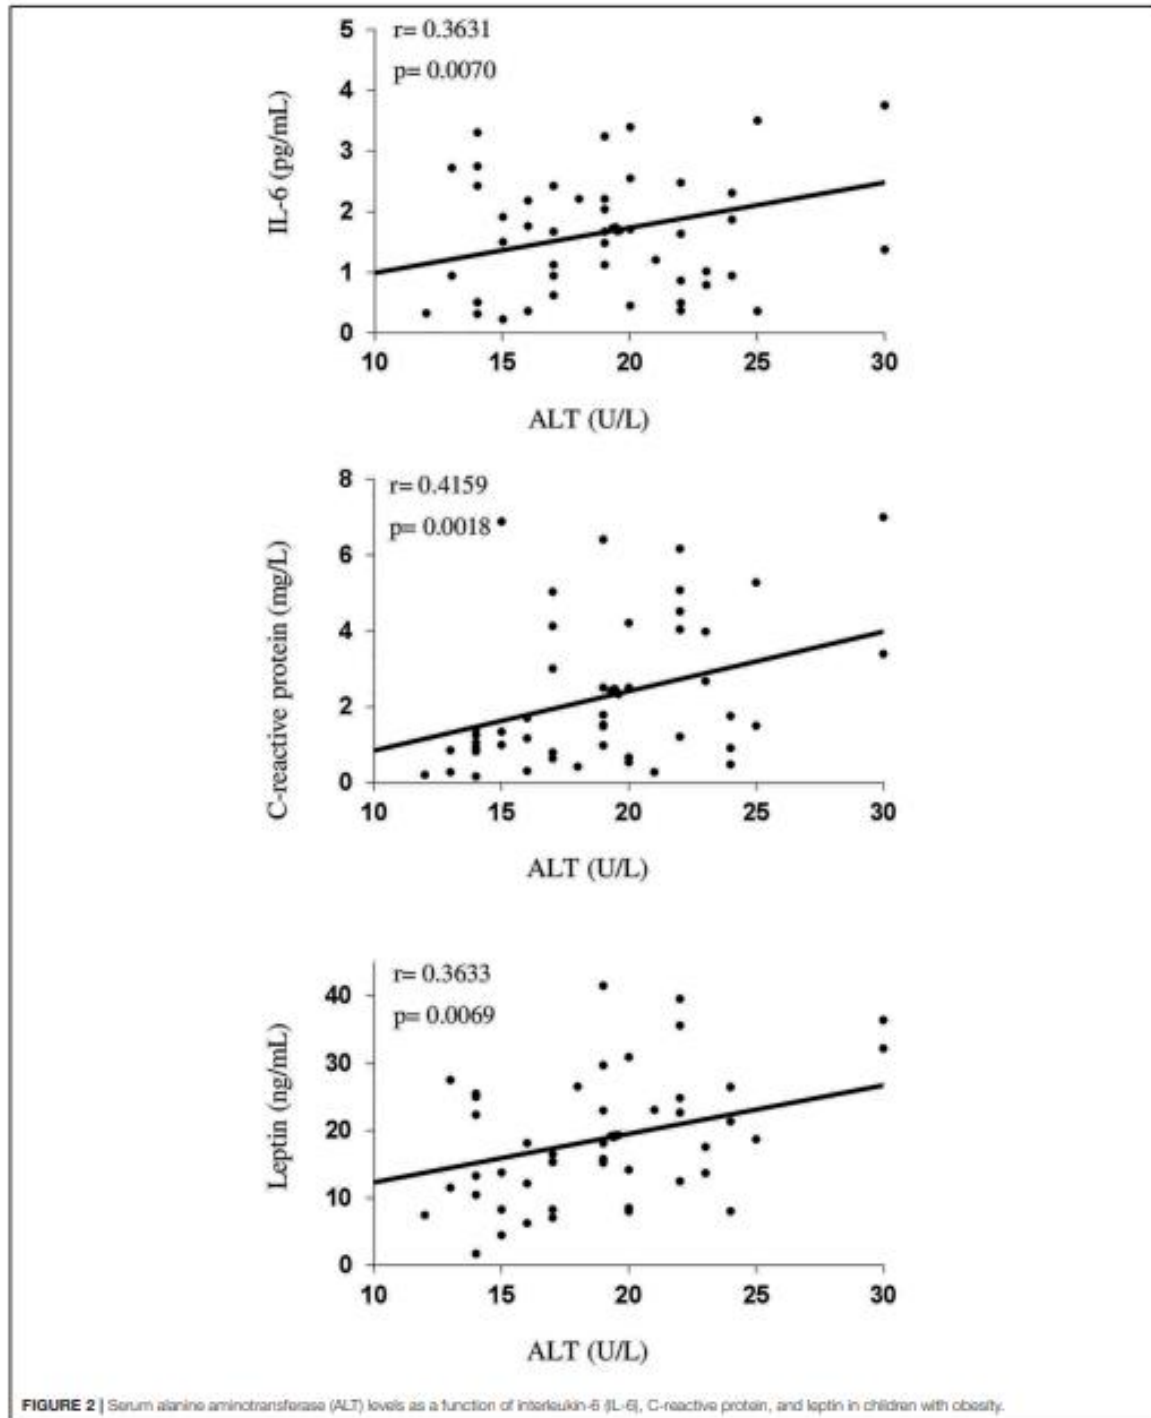 r= 0.3631
p= 0.0070
5
4
3
2
1
0
IL-6 (pg/mL)
10 15 20 25 30
ALT (U/L)
r= 0.4159
p= 0.0018
8
6
4
2
0
C-reactive protein (mg/L)
10 15 20 25 30
ALT (U/L)
r= 0.3633
p= 0.0069
40
30
20
10
0
Leptin (ng/mL)
10 15 20 25 30
ALT (U/L)
FIGURE 2 | Serum alanine aminotransferase (ALT) levels as a function of interleukin-6 (IL-6), C-reactive protein, and leptin in children with obesity.